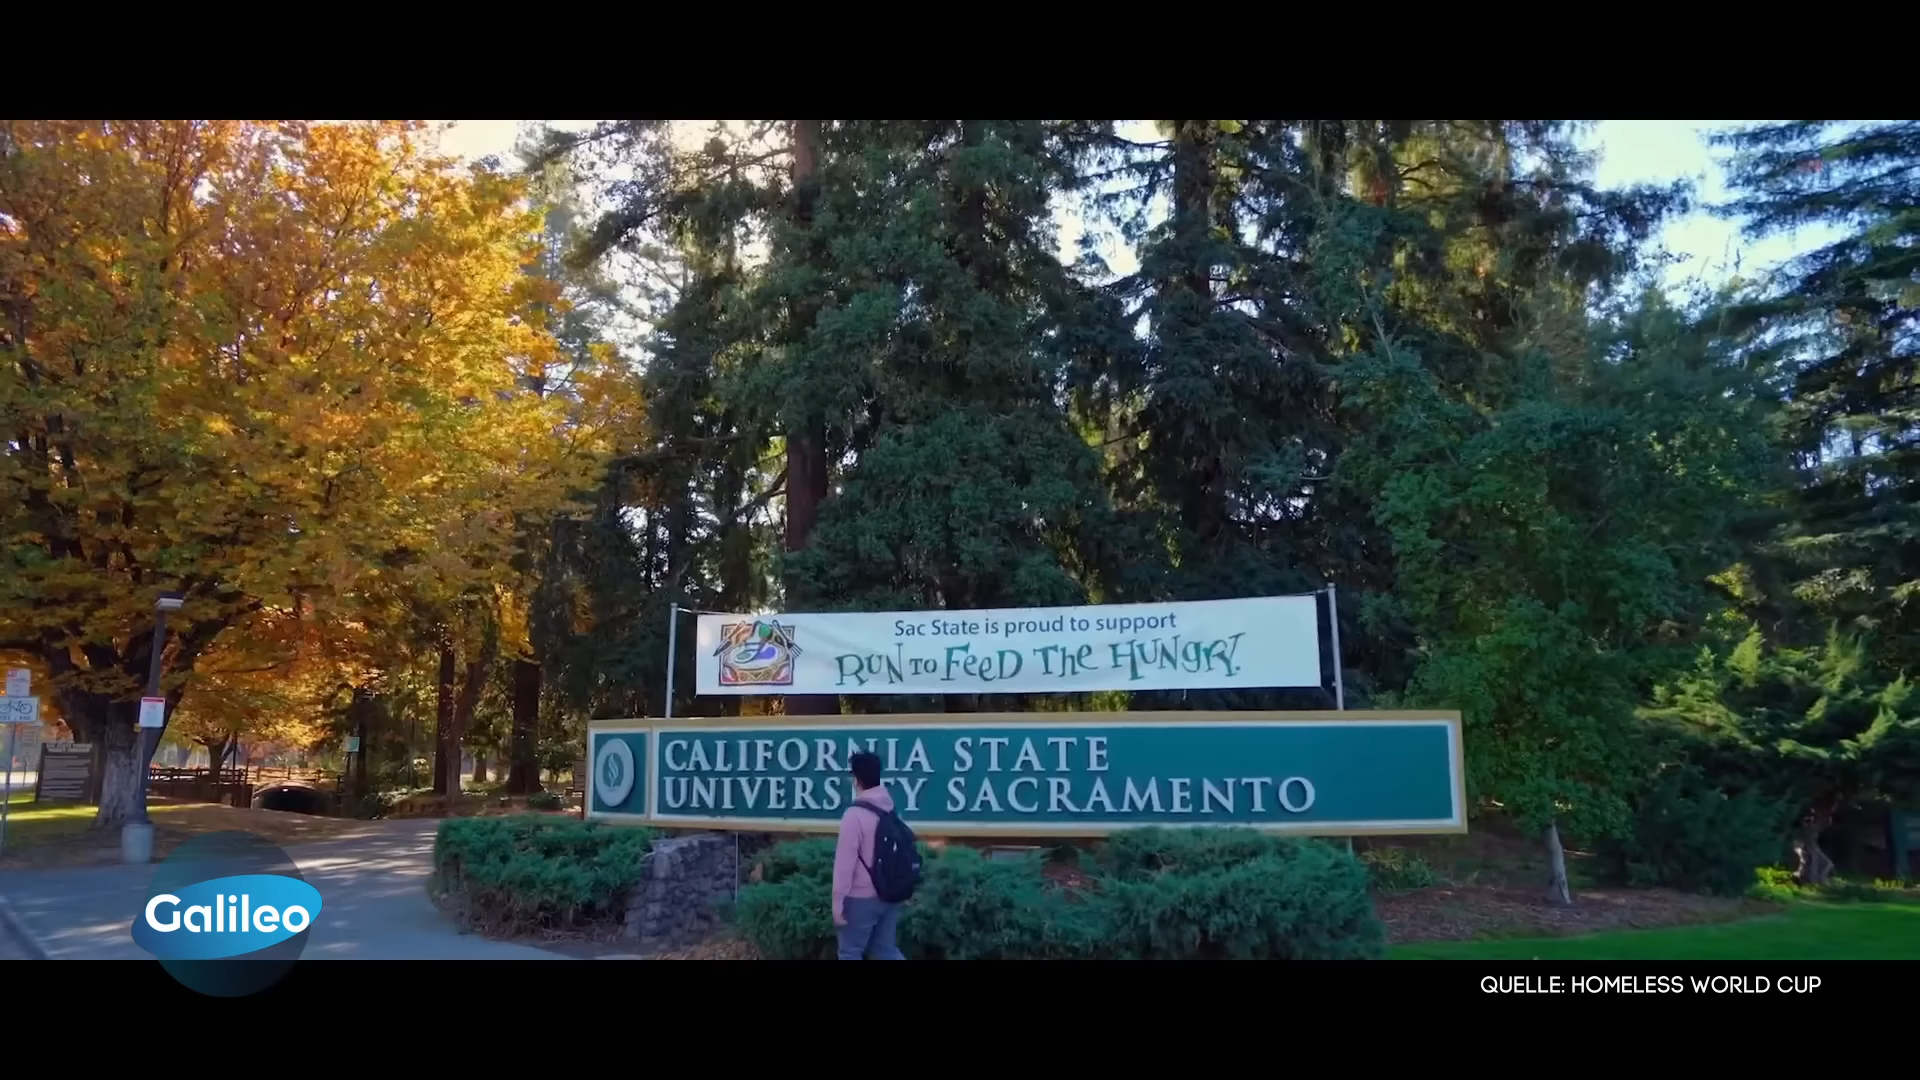 Sac State is proud to support
RUN TO FEED THE HUNGRY.
CALIFORNIA STATE
UNIVERSITY SACRAMENTO
Galileo
QUELLE: HOMELESS WORLD CUP